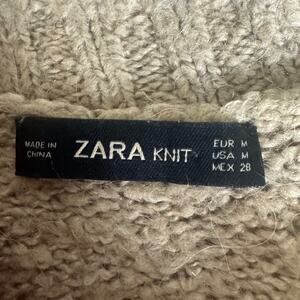 MADE IN
CHINA
ZARA KNIT
EUR M
USA M
MEX 28